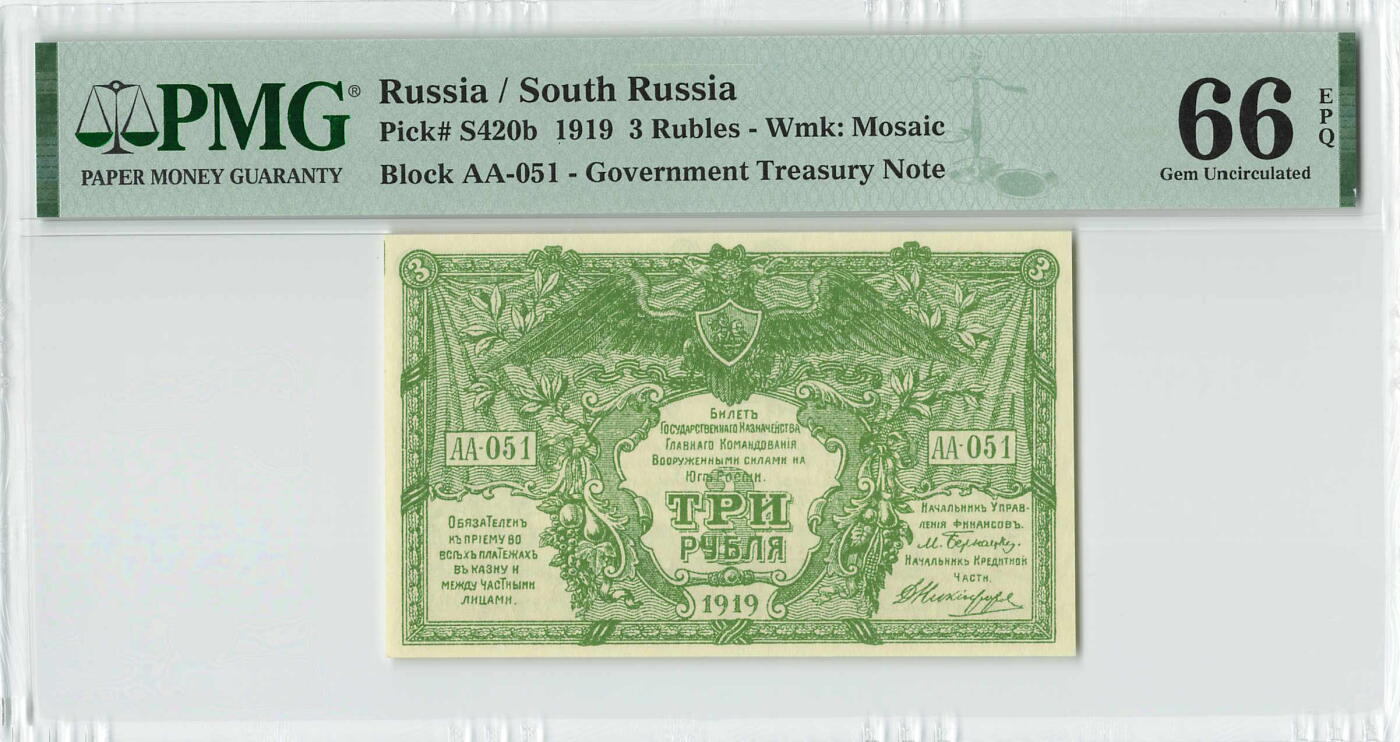 PMG®
PAPER MONEY GUARANTY
Russia / South Russia
Pick# S420b 1919 3 Rubles - Wmk: Mosaic
Block AA-051 - Government Treasury Note
66
EPQ
Gem Uncirculated
3
3
АА-051
АА-051
Билетъ
Государственнаго Казначейства
Главнаго Командованія
Вооруженными силами на
Югѣ Россіи.
ТРИ
РУБЛЯ
1919
Обязателенъ
къ пріему во
всѣхъ платежахъ
въ казну и
между частными
лицами.
Начальникъ Управ-
ленія финансовъ.
М. Бернацкій.
Начальникъ Кредитной
Части.